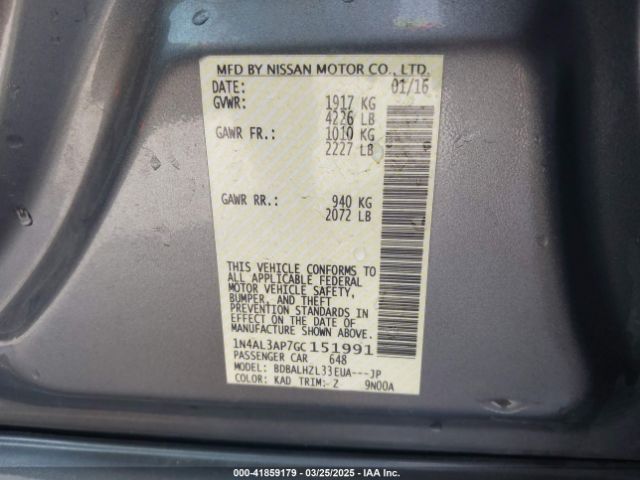 MFD BY NISSAN MOTOR CO., LTD.
DATE: 01/16
GVWR: 1917 KG
4226 LB
GAWR FR.: 1010 KG
2227 LB
GAWR RR.: 940 KG
2072 LB
THIS VEHICLE CONFORMS TO
ALL APPLICABLE FEDERAL
MOTOR VEHICLE SAFETY,
BUMPER, AND THEFT
PREVENTION STANDARDS IN
EFFECT ON THE DATE OF
MANUFACTURE SHOWN ABOVE.
1N4AL3AP7GC151991
PASSENGER CAR 648
MODEL: BDBALHZL33EUA---JP
COLOR: KAD TRIM: Z 9N00A
000-41859179 - 03/25/2025 - IAA Inc.